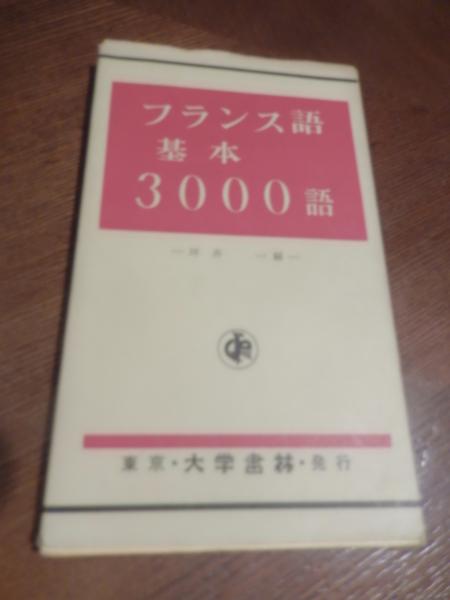 フランス語
基本
3000語
東京・大学書林・発行